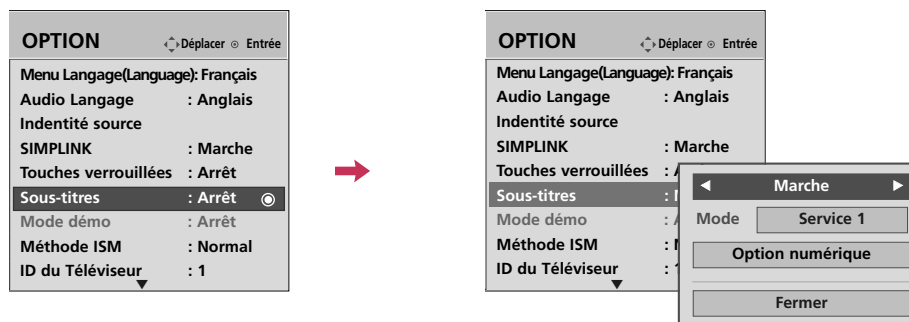 OPTION
Déplacer Entrée
Menu Langage(Language): Français
Audio Langage : Anglais
Indentité source
SIMPLINK : Marche
Touches verrouillées : Arrêt
Sous-titres : Arrêt
Mode démo : Arrêt
Méthode ISM : Normal
ID du Téléviseur : 1
OPTION
Déplacer Entrée
Menu Langage(Language): Français
Audio Langage : Anglais
Indentité source
SIMPLINK : Marche
Touches verrouillées :
Sous-titres :
Mode démo :
Méthode ISM :
ID du Téléviseur :
Marche
Mode Service 1
Option numérique
Fermer